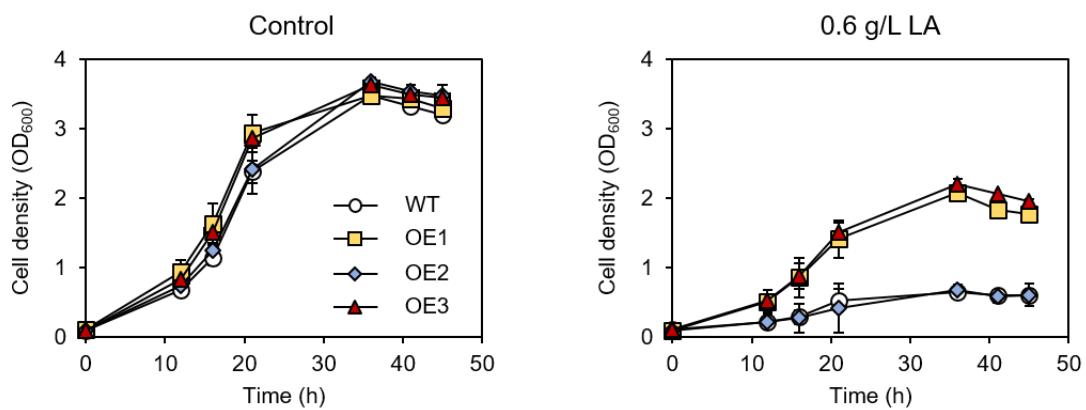 Control
4
3
2
1
0
Cell density (OD600)
WT
OE1
OE2
OE3
0 10 20 30 40 50
Time (h)
0.6 g/L LA
4
3
2
1
0
Cell density (OD600)
0 10 20 30 40 50
Time (h)